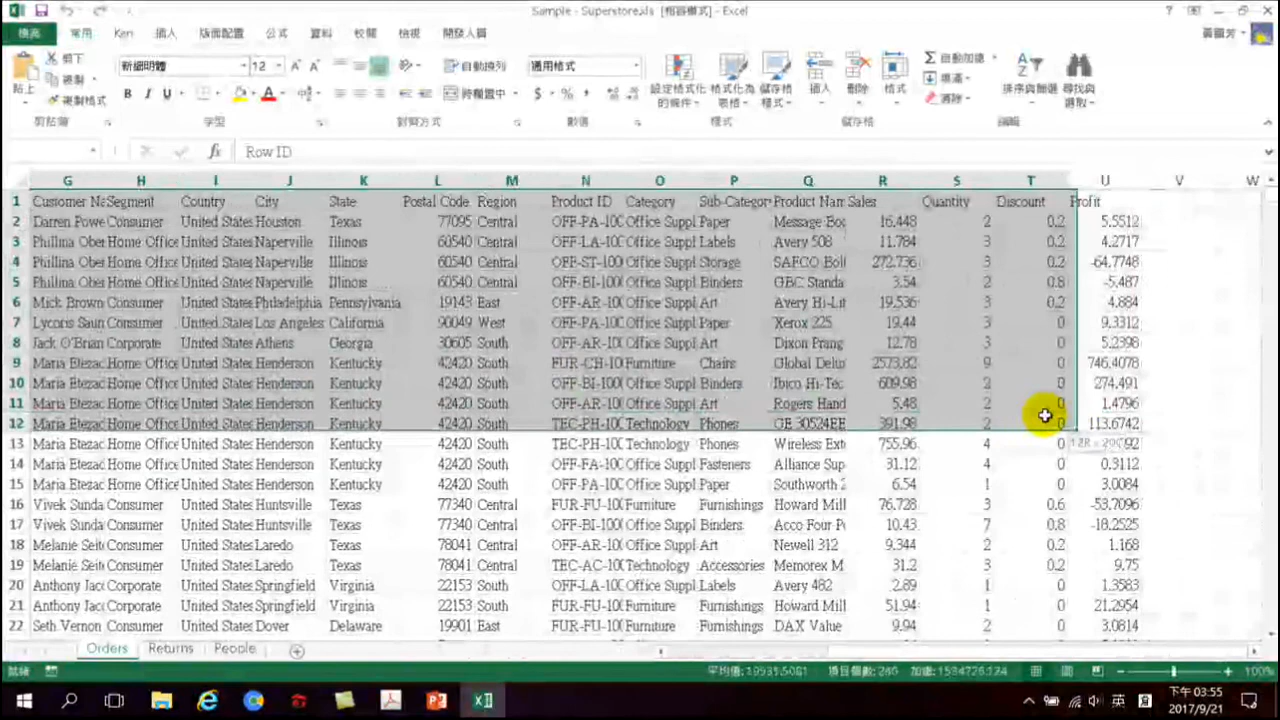 Sample - Superstore.xls [相容模式] - Excel
檔案 常用 Ken 插入 版面配置 公式 資料 校閱 檢視 開發人員
剪下 新細明體 12 自動換列 通用格式 自動加總
複製 填滿
貼上 複製格式 跨欄置中 設定格式化的條件 格式化為表格 儲存格樣式 插入 刪除 格式 清除 排序與篩選 尋找與選取
剪貼簿 字型 對齊方式 數值 樣式 儲存格 編輯
Row ID
G H I J K L M N O P Q R S T U V W
1 Customer Na Segment Country City State Postal Code Region Product ID Category Sub-Categor Product Nam Sales Quantity Discount Profit
2 Darren Powe Consumer United States Houston Texas 77095 Central OFF-PA-100 Office Suppl Paper Message Bo 16.448 2 0.2 5.5512
3 Phillina Ober Home Office United States Naperville Illinois 60540 Central OFF-LA-100 Office Suppl Labels Avery 508 11.784 3 0.2 4.2717
4 Phillina Ober Home Office United States Naperville Illinois 60540 Central OFF-ST-100 Office Suppl Storage SAFCO Bolt 272.736 3 0.2 -64.7748
5 Phillina Ober Home Office United States Naperville Illinois 60540 Central OFF-BI-100 Office Suppl Binders GBC Standa 3.54 2 0.8 -5.487
6 Mick Brown Consumer United States Philadelphia Pennsylvania 19143 East OFF-AR-100 Office Suppl Art Avery Hi-Lit 19.536 3 0.2 4.884
7 Lycoris Saun Consumer United States Los Angeles California 90049 West OFF-PA-100 Office Suppl Paper Xerox 225 19.44 3 0 9.3312
8 Jack O'Brian Corporate United States Athens Georgia 30605 South OFF-AR-100 Office Suppl Art Dixon Prang 12.78 3 0 5.2398
9 Maria Etezac Home Office United States Henderson Kentucky 42420 South FUR-CH-100 Furniture Chairs Global Delux 2573.82 9 0 746.4078
10 Maria Etezac Home Office United States Henderson Kentucky 42420 South OFF-BI-100 Office Suppl Binders Ibico Hi-Tec 609.98 2 0 274.491
11 Maria Etezac Home Office United States Henderson Kentucky 42420 South OFF-AR-100 Office Suppl Art Rogers Hand 5.48 2 0 1.4796
12 Maria Etezac Home Office United States Henderson Kentucky 42420 South TEC-PH-100 Technology Phones GE 30524EE 391.98 2 0 113.6742
13 Maria Etezac Home Office United States Henderson Kentucky 42420 South TEC-PH-100 Technology Phones Wireless Ext 755.96 4 0
14 Maria Etezac Home Office United States Henderson Kentucky 42420 South OFF-FA-100 Office Suppl Fasteners Alliance Sup 31.12 4 0 0.3112
15 Maria Etezac Home Office United States Henderson Kentucky 42420 South OFF-PA-100 Office Suppl Paper Southworth 6.54 1 0 3.0084
16 Vivek Sunda Consumer United States Huntsville Texas 77340 Central FUR-FU-100 Furniture Furnishings Howard Mill 76.728 3 0.6 -53.7096
17 Vivek Sunda Consumer United States Huntsville Texas 77340 Central OFF-BI-100 Office Suppl Binders Acco Four-P 10.43 7 0.8 -18.2525
18 Melanie Seit Consumer United States Laredo Texas 78041 Central OFF-AR-100 Office Suppl Art Newell 312 9.344 2 0.2 1.168
19 Melanie Seit Consumer United States Laredo Texas 78041 Central TEC-AC-100 Technology Accessories Memorex M 31.2 3 0.2 9.75
20 Anthony Jac Corporate United States Springfield Virginia 22153 South OFF-LA-100 Office Suppl Labels Avery 482 2.89 1 0 1.3583
21 Anthony Jac Corporate United States Springfield Virginia 22153 South FUR-FU-100 Furniture Furnishings Howard Mill 51.94 1 0 21.2954
22 Seth Vernon Consumer United States Dover Delaware 19901 East FUR-FU-100 Furniture Furnishings DAX Value 9.94 2 0 3.0814
Orders Returns People
就緒 項目個數: 240 100%
英 下午 03:55
2017/9/21